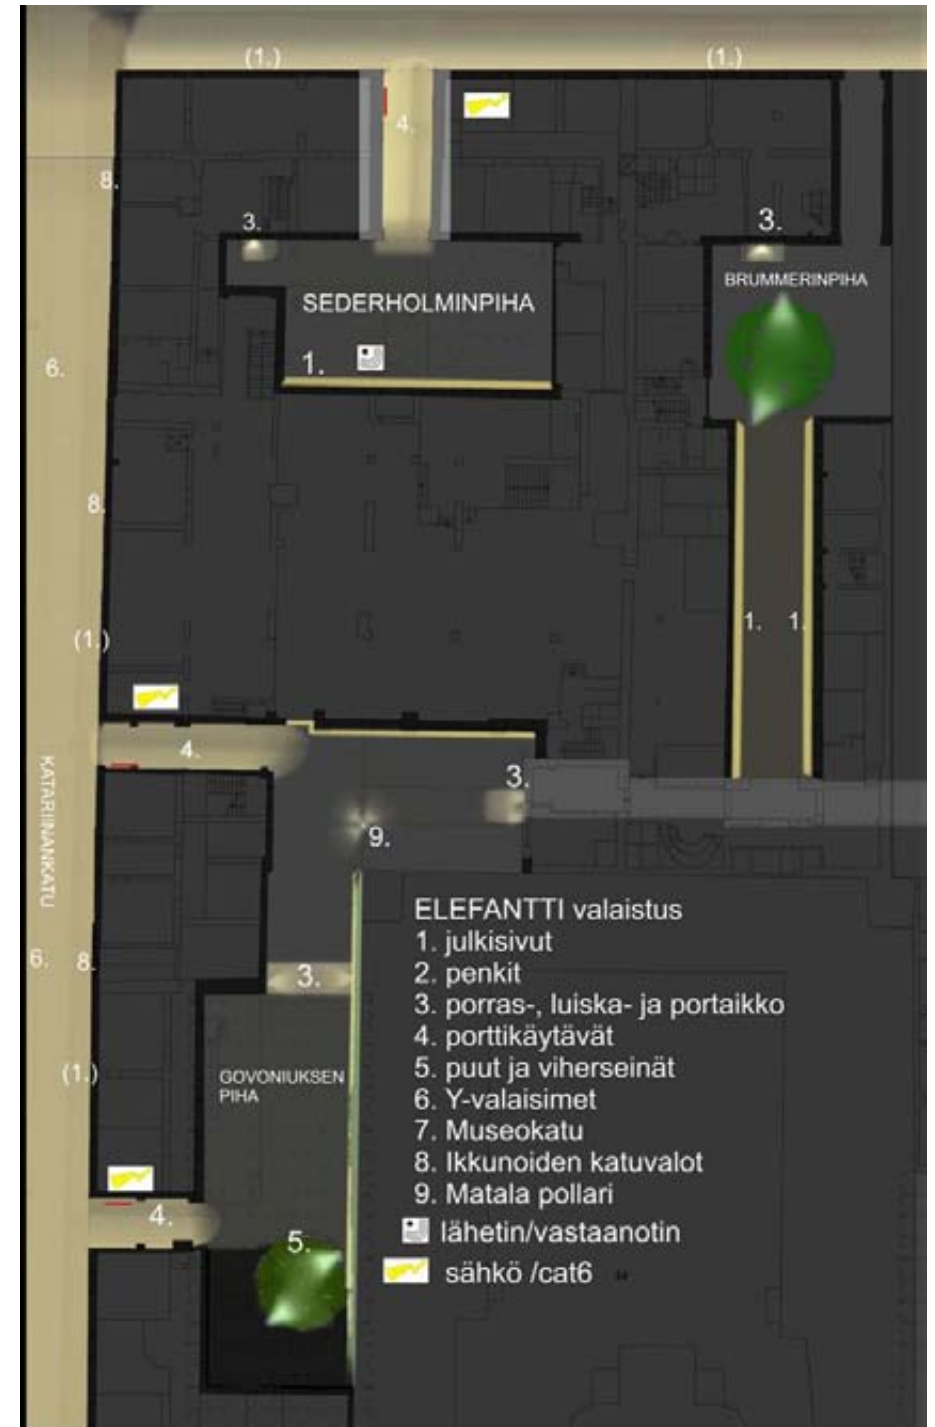 (1.)
(1.)
4.
8.
3.
3.
BRUMMERINPIHA
SEDERHOLMINPIHA
1.
6.
8.
1.
1.
(1.)
4.
3.
KATARIINANKATU
9.
ELEFANTTI valaistus
1. julkisivut
2. penkit
3. porras-, luiska- ja portaikko
4. porttikäytävät
5. puut ja viherseinät
6. Y-valaisimet
7. Museokatu
8. Ikkunoiden katuvalot
9. Matala pollari
lähetin/vastaanotin
sähkö /cat6
6.
8.
3.
(1.)
GOVONIUKSEN
PIHA
4.
5.